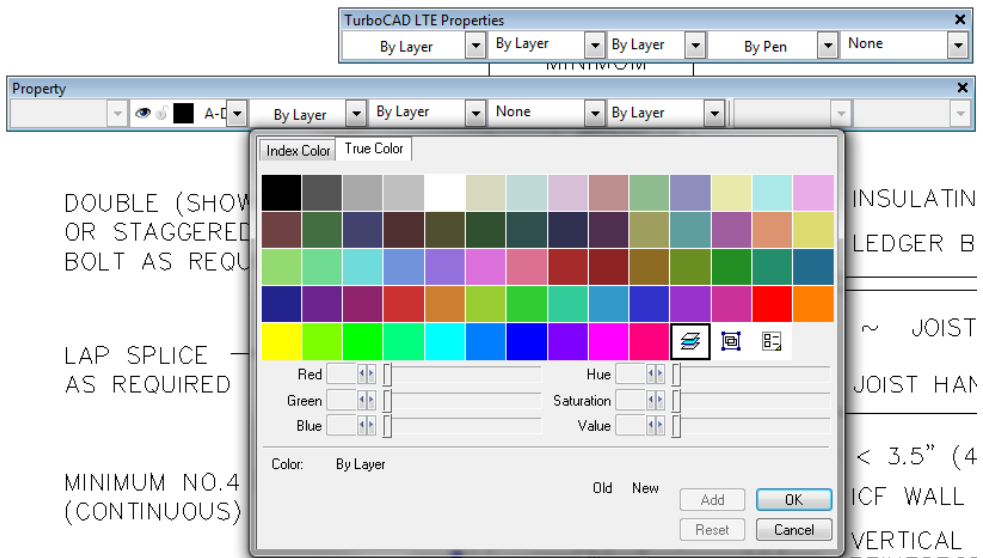 TurboCAD LTE Properties
By Layer By Layer By Layer By Pen None
MINIMUM
Property
A-D By Layer By Layer None By Layer
Index Color True Color
DOUBLE (SHOW
OR STAGGERED
BOLT AS REQU
INSULATIN
LEDGER B
~ JOIST
LAP SPLICE
AS REQUIRED
JOIST HAN
Red Hue
Green Saturation
Blue Value
Color: By Layer
Old New
Add OK
Reset Cancel
MINIMUM NO.4
(CONTINUOUS)
< 3.5" (4
ICF WALL
VERTICAL